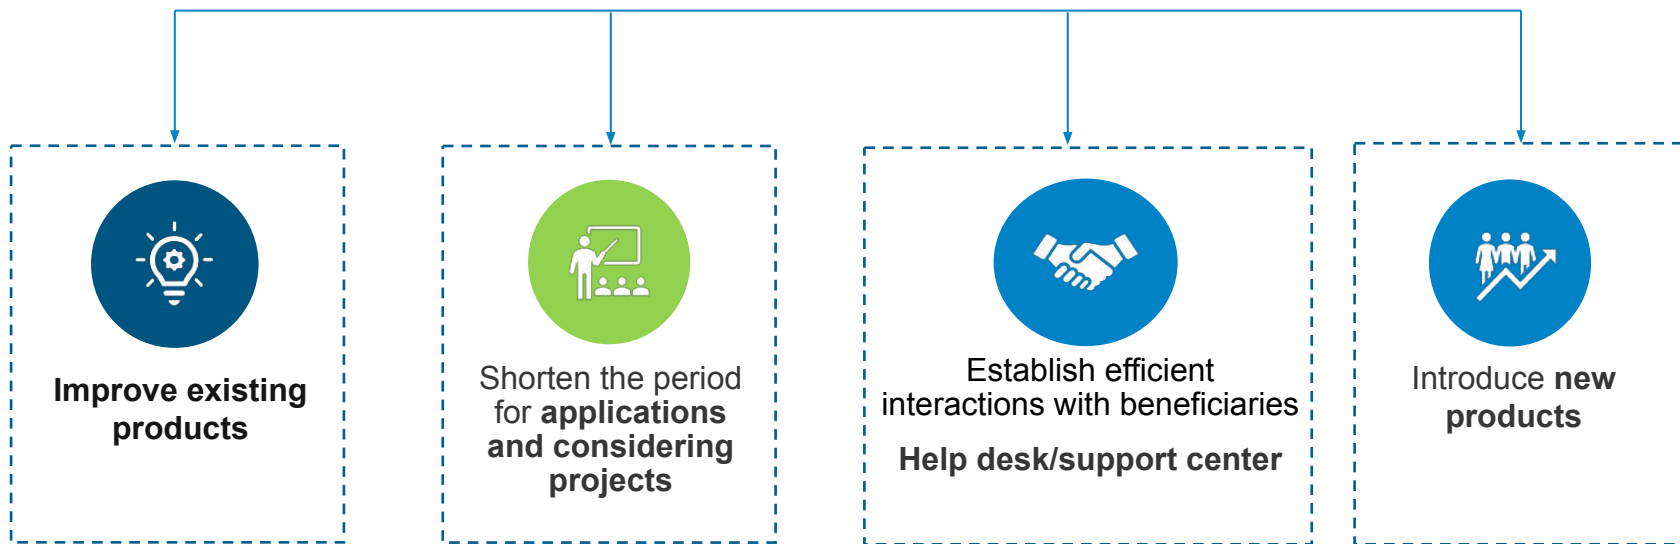 Improve existing
products
Shorten the period
for applications
and considering
projects
Establish efficient
interactions with beneficiaries
Help desk/support center
Introduce new
products